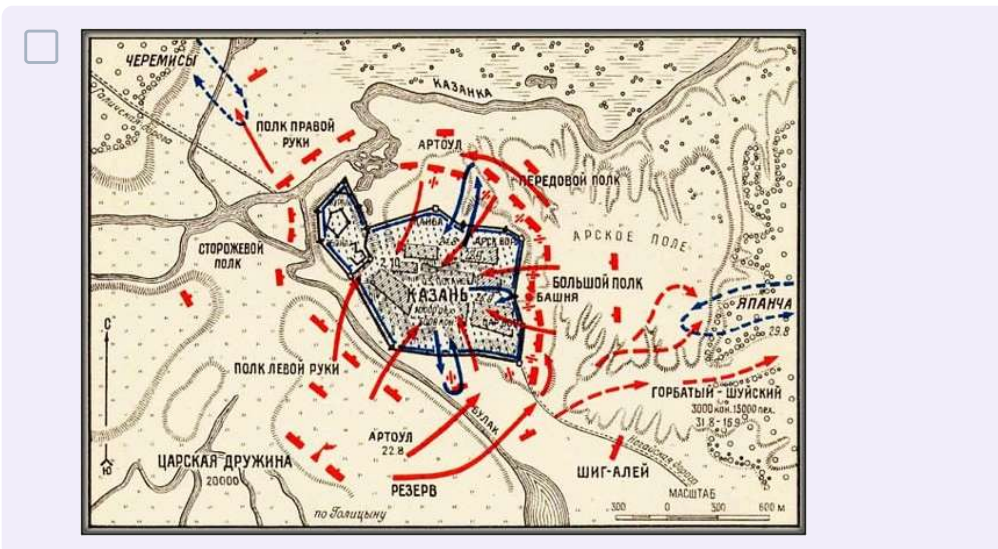 ЧЕРЕМИСЫ
Галичская дорога
КАЗАНКА
ПОЛК ПРАВОЙ
РУКИ
АРТОУЛ
ПЕРЕДОВОЙ ПОЛК
АРСКОЕ ПОЛЕ
СТОРОЖЕВОЙ
ПОЛК
КАЗАНЬ
БОЛЬШОЙ ПОЛК
БАШНЯ
ЯПАНЧА
29.8
ПОЛК ЛЕВОЙ РУКИ
ГОРБАТЫЙ-ШУЙСКИЙ
3000 кон. 15000 пех.
31.8-16.9
БУЛАК
АРТОУЛ
22.8
Ногайская дорога
ЦАРСКАЯ ДРУЖИНА
20000
РЕЗЕРВ
ШИГ-АЛЕЙ
С
Ю
МАСШТАБ
300 0 300 600 м
по Голицыну